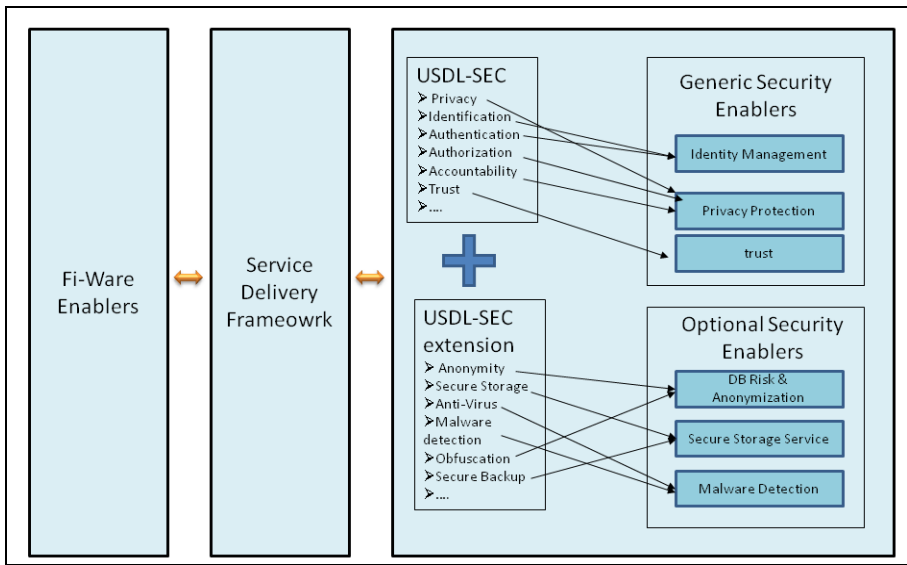 Fi-Ware
Enablers
Service
Delivery
Frameowrk
USDL-SEC
➢ Privacy
➢Identification
➢Authentication
➢Authorization
➢Accountability
➢Trust
➢....
Generic Security
Enablers
Identity Management
Privacy Protection
trust
USDL-SEC
extension
➢ Anonymity
➢Secure Storage
➢Anti-Virus
➢Malware
detection
➢Obfuscation
➢Secure Backup
➢....
Optional Security
Enablers
DB Risk &
Anonymization
Secure Storage Service
Malware Detection